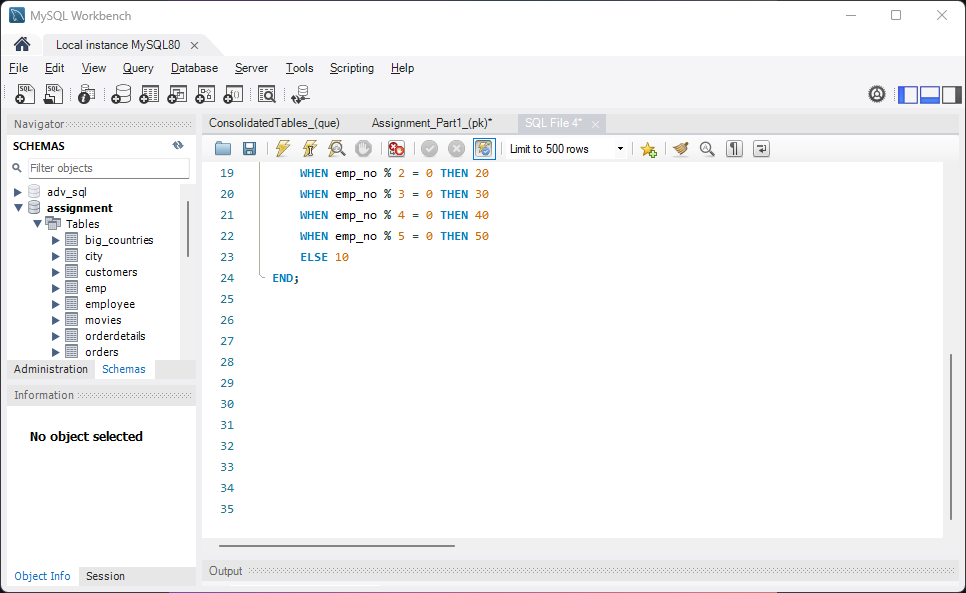 MySQL Workbench
Local instance MySQL80
File Edit View Query Database Server Tools Scripting Help
SQL SQL
Navigator
SCHEMAS
Filter objects
adv_sql
assignment
Tables
big_countries
city
customers
emp
employee
movies
orderdetails
orders
Administration Schemas
Information
No object selected
Object Info Session
ConsolidatedTables_(que) Assignment_Part1_(pk)* SQL File 4*
Limit to 500 rows
19 WHEN emp_no % 2 = 0 THEN 20
20 WHEN emp_no % 3 = 0 THEN 30
21 WHEN emp_no % 4 = 0 THEN 40
22 WHEN emp_no % 5 = 0 THEN 50
23 ELSE 10
24 END;
25
26
27
28
29
30
31
32
33
34
35
Output